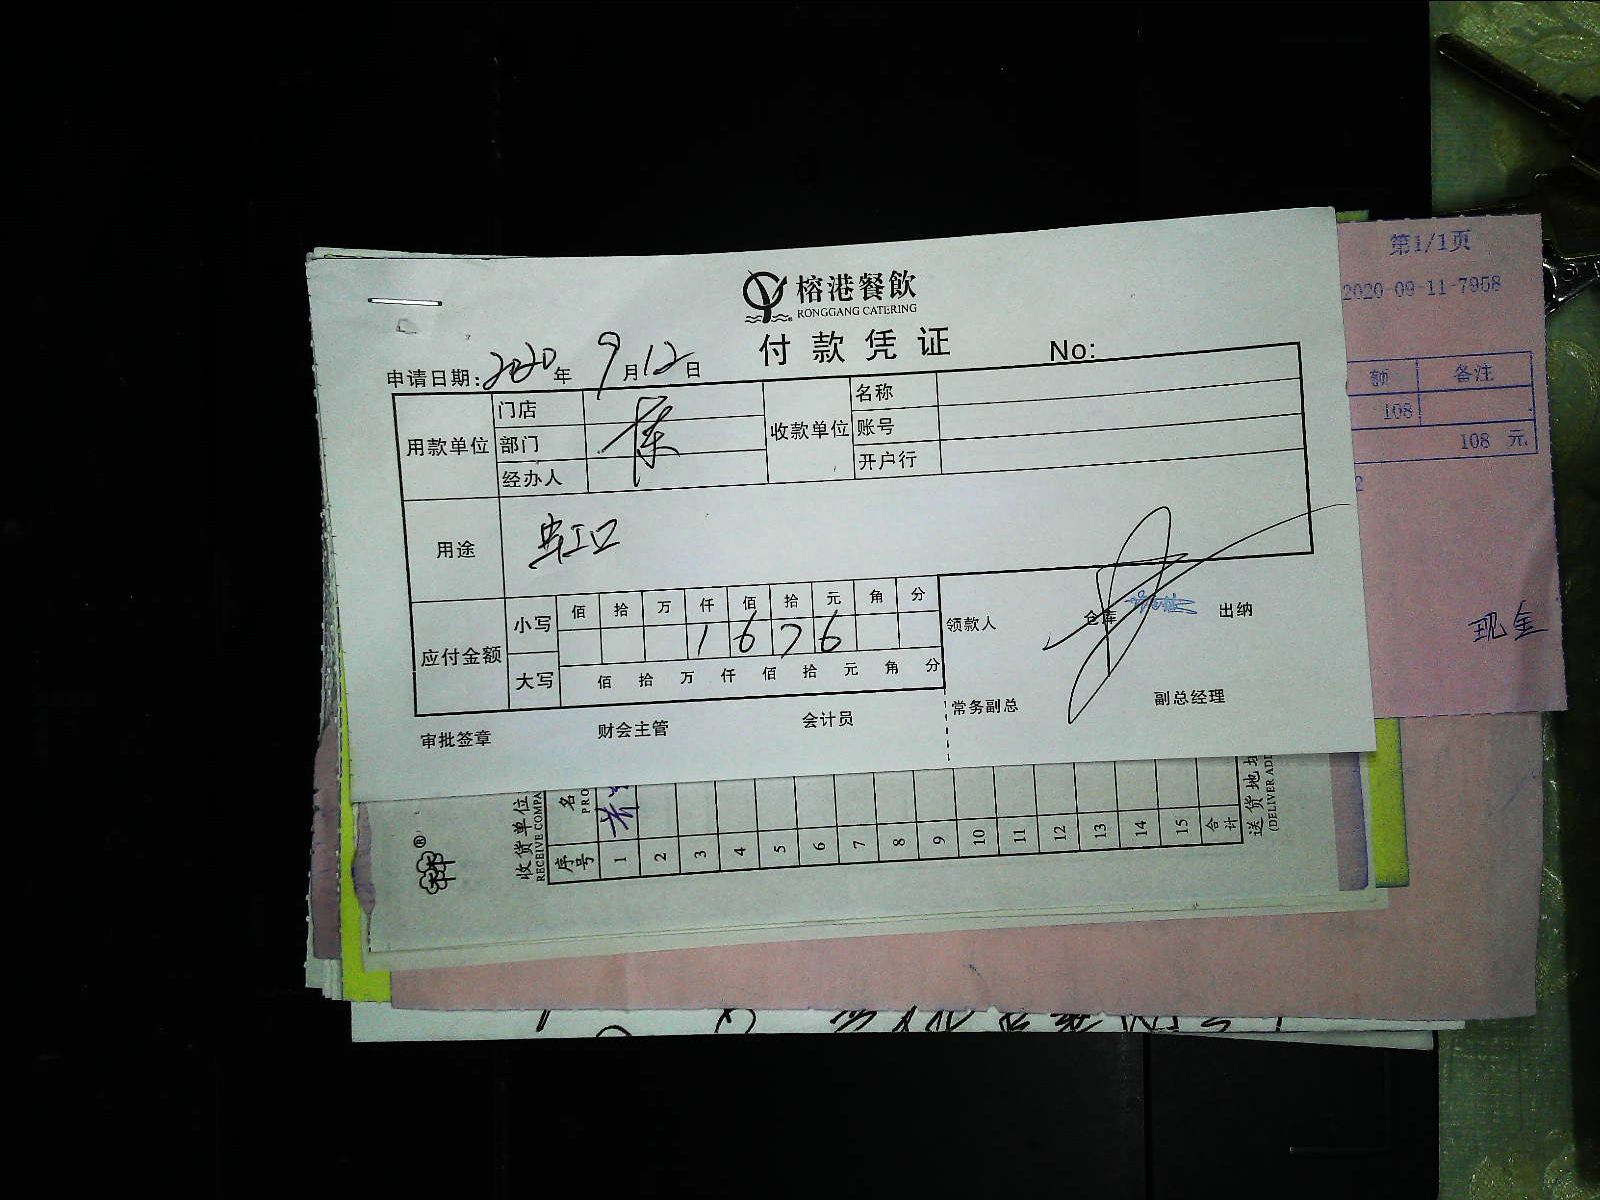 榕港餐飲
RONGGANG CATERING
付款凭证
No:
申请日期: 2020 年 9 月 12 日
用款单位
门店
部门
经办人
收款单位
名称
账号
开户行
用途
虹口
应付金额
小写
佰 拾 万 仟 佰 拾 元 角 分
1 6 7 6
大写
佰 拾 万 仟 佰 拾 元 角 分
领款人
仓库
出纳
常务副总
副总经理
审批签章
财会主管
会计员
第1/1页
2020-09-11-7958
额 备注
108
108 元
2
现金
收货单位
RECEIVE COMPA
序号
名
PRO
1
2
3
4
5
6
7
8
9
10
11
12
13
14
15
合计
送货地址
(DELIVER ADD